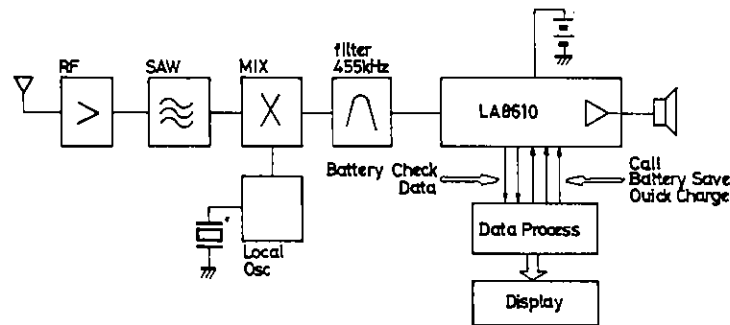 RF
SAW
MIX
filter
455kHz
LA8610
Local
Osc
Battery Check
Data
Call
Battery Save
Quick Charge
Data Process
Display